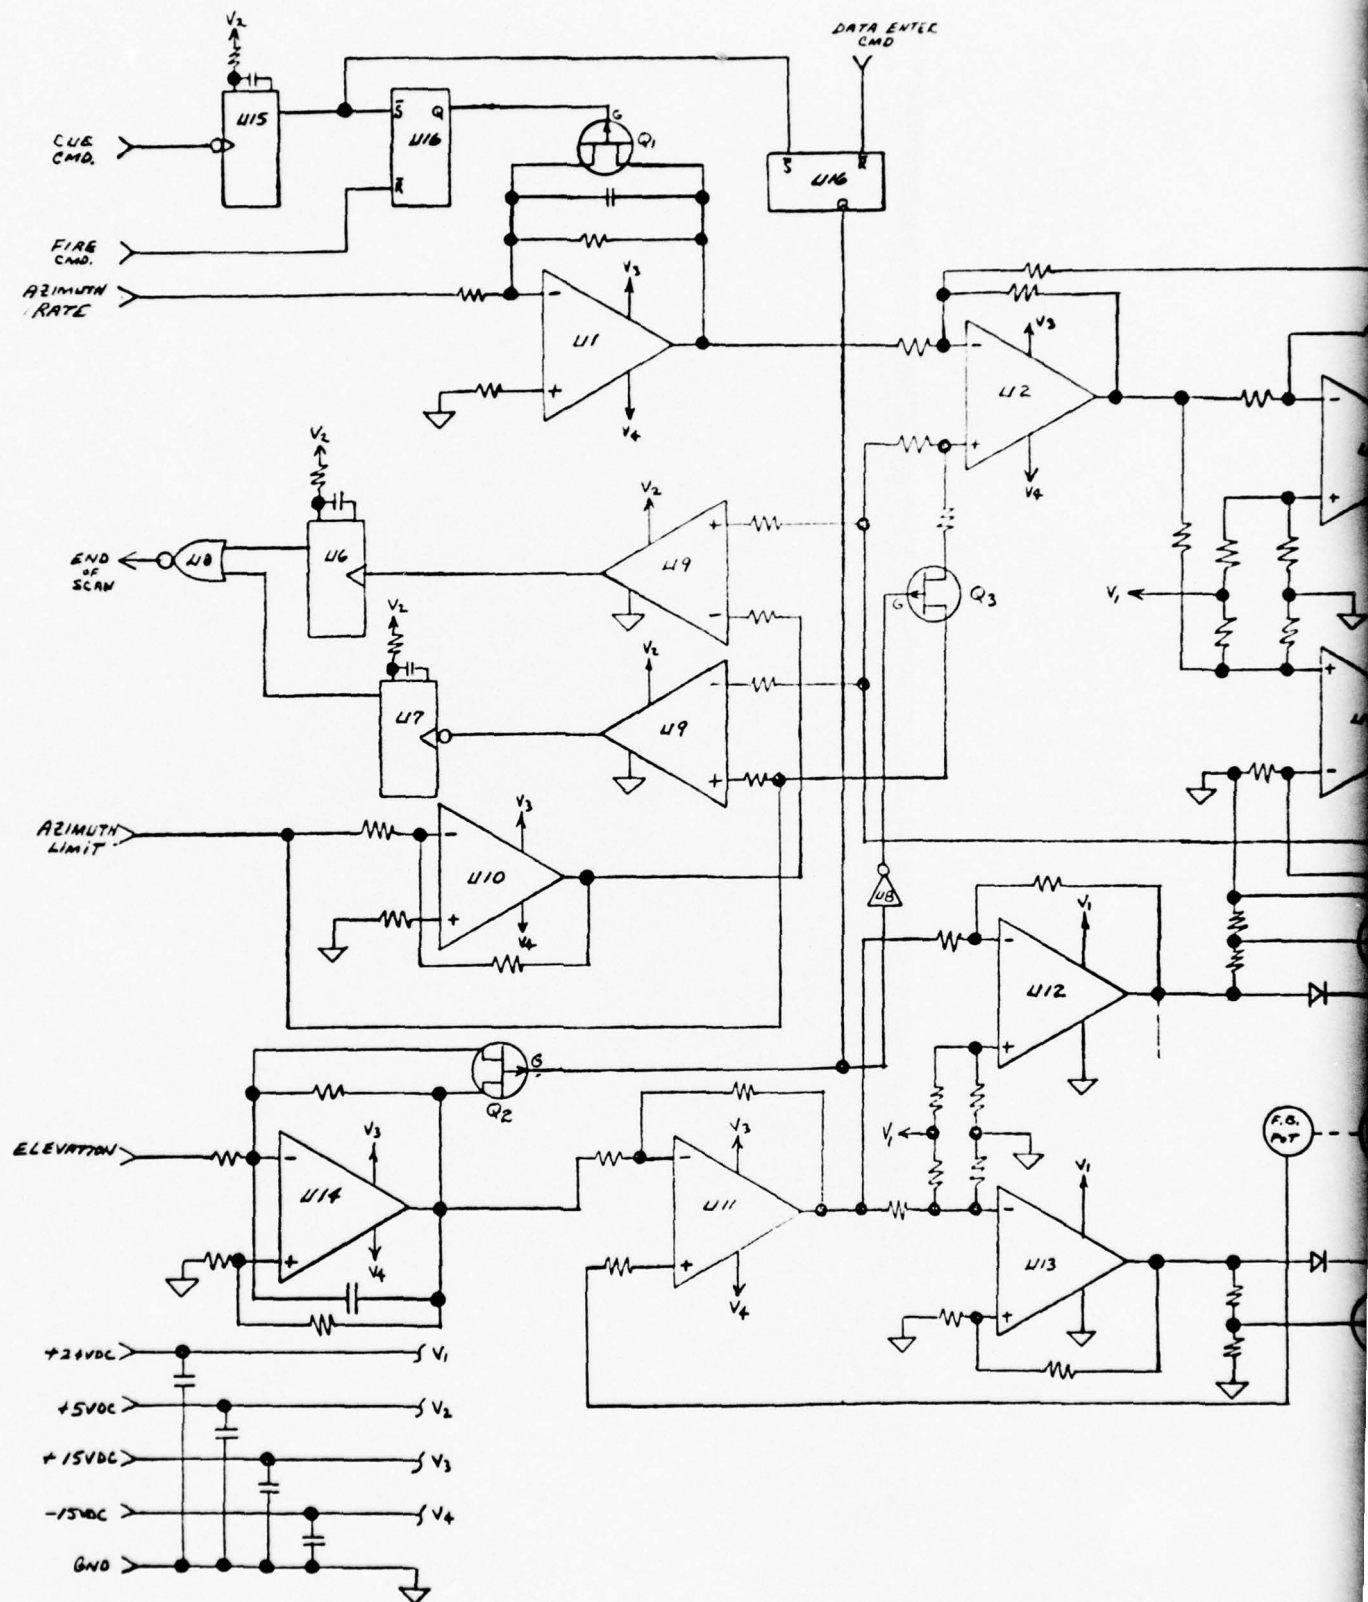 DATA ENTER
CMD
V2
U15
S̄
Q
U16
R̄
G
Q1
S̄
R̄
U16
Q
CUE
CMD.
FIRE
CMD.
AZIMUTH
RATE
-
+
U1
V3
V4
-
+
U2
V3
V4
-
+
V2
END
OF
SCAN
U8
U6
V2
U9
+
-
G
Q3
V1
V2
U7
V2
U9
-
+
+
-
AZIMUTH
LIMIT
V3
-
U10
+
V4
U8
V1
-
U12
+
G
Q2
ELEVATION
V3
-
U14
+
V4
V3
-
U11
+
V4
V1
V1
-
U13
+
F.B.
POT
+24VDC
V1
+5VDC
V2
+15VDC
V3
-15VDC
V4
GND